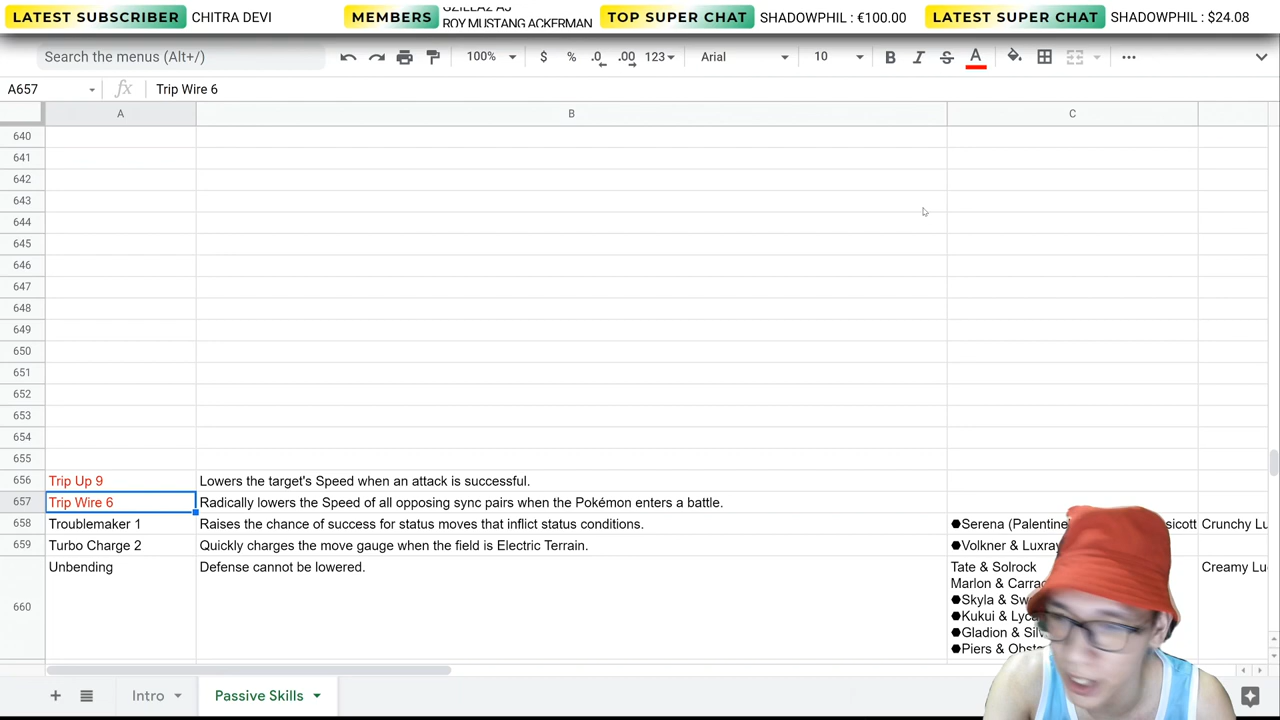 LATEST SUBSCRIBER CHITRA DEVI
MEMBERS
ROY MUSTANG ACKERMAN
TOP SUPER CHAT SHADOWPHIL : €100.00
LATEST SUPER CHAT SHADOWPHIL : $24.08
Search the menus (Alt+/)
100% $ % .0 .00 123 Arial 10 B I S A
A657 fx Trip Wire 6
A B C
640
641
642
643
644
645
646
647
648
649
650
651
652
653
654
655
656 Trip Up 9 Lowers the target's Speed when an attack is successful.
657 Trip Wire 6 Radically lowers the Speed of all opposing sync pairs when the Pokémon enters a battle.
658 Troublemaker 1 Raises the chance of success for status moves that inflict status conditions. ⬣Serena (Palentine sicott Crunchy Lu
659 Turbo Charge 2 Quickly charges the move gauge when the field is Electric Terrain. ⬣Volkner & Luxray
660 Unbending Defense cannot be lowered. Tate & Solrock Creamy Lu
Marlon & Carrac
⬣Skyla & Sw
⬣Kukui & Lyca
⬣Gladion & Silv
⬣Piers & Obst
+ Intro Passive Skills